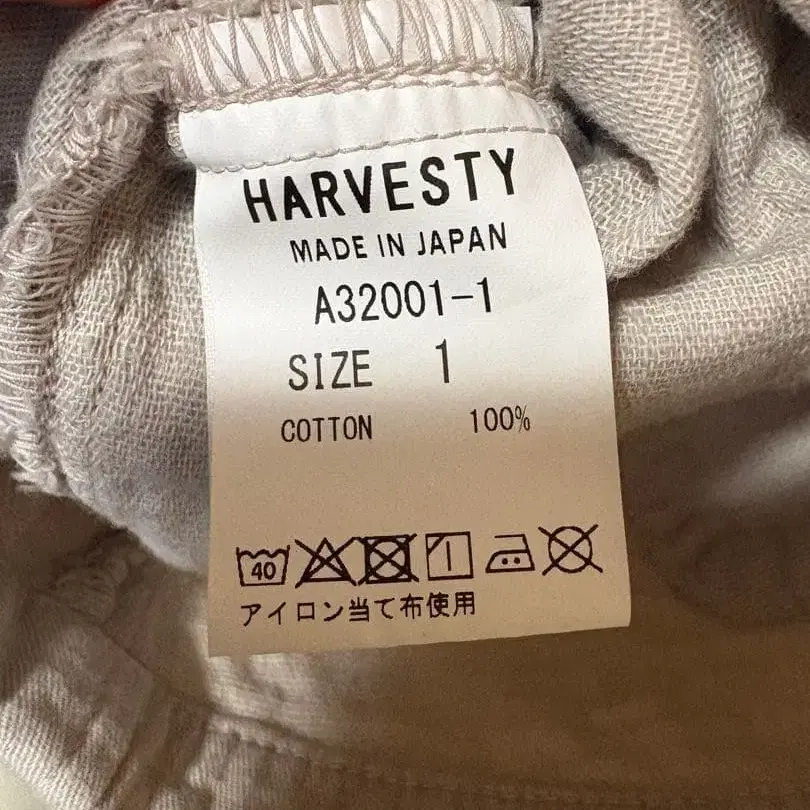 HARVESTY
MADE IN JAPAN
A32001-1
SIZE 1
COTTON 100%
40
アイロン当て布使用